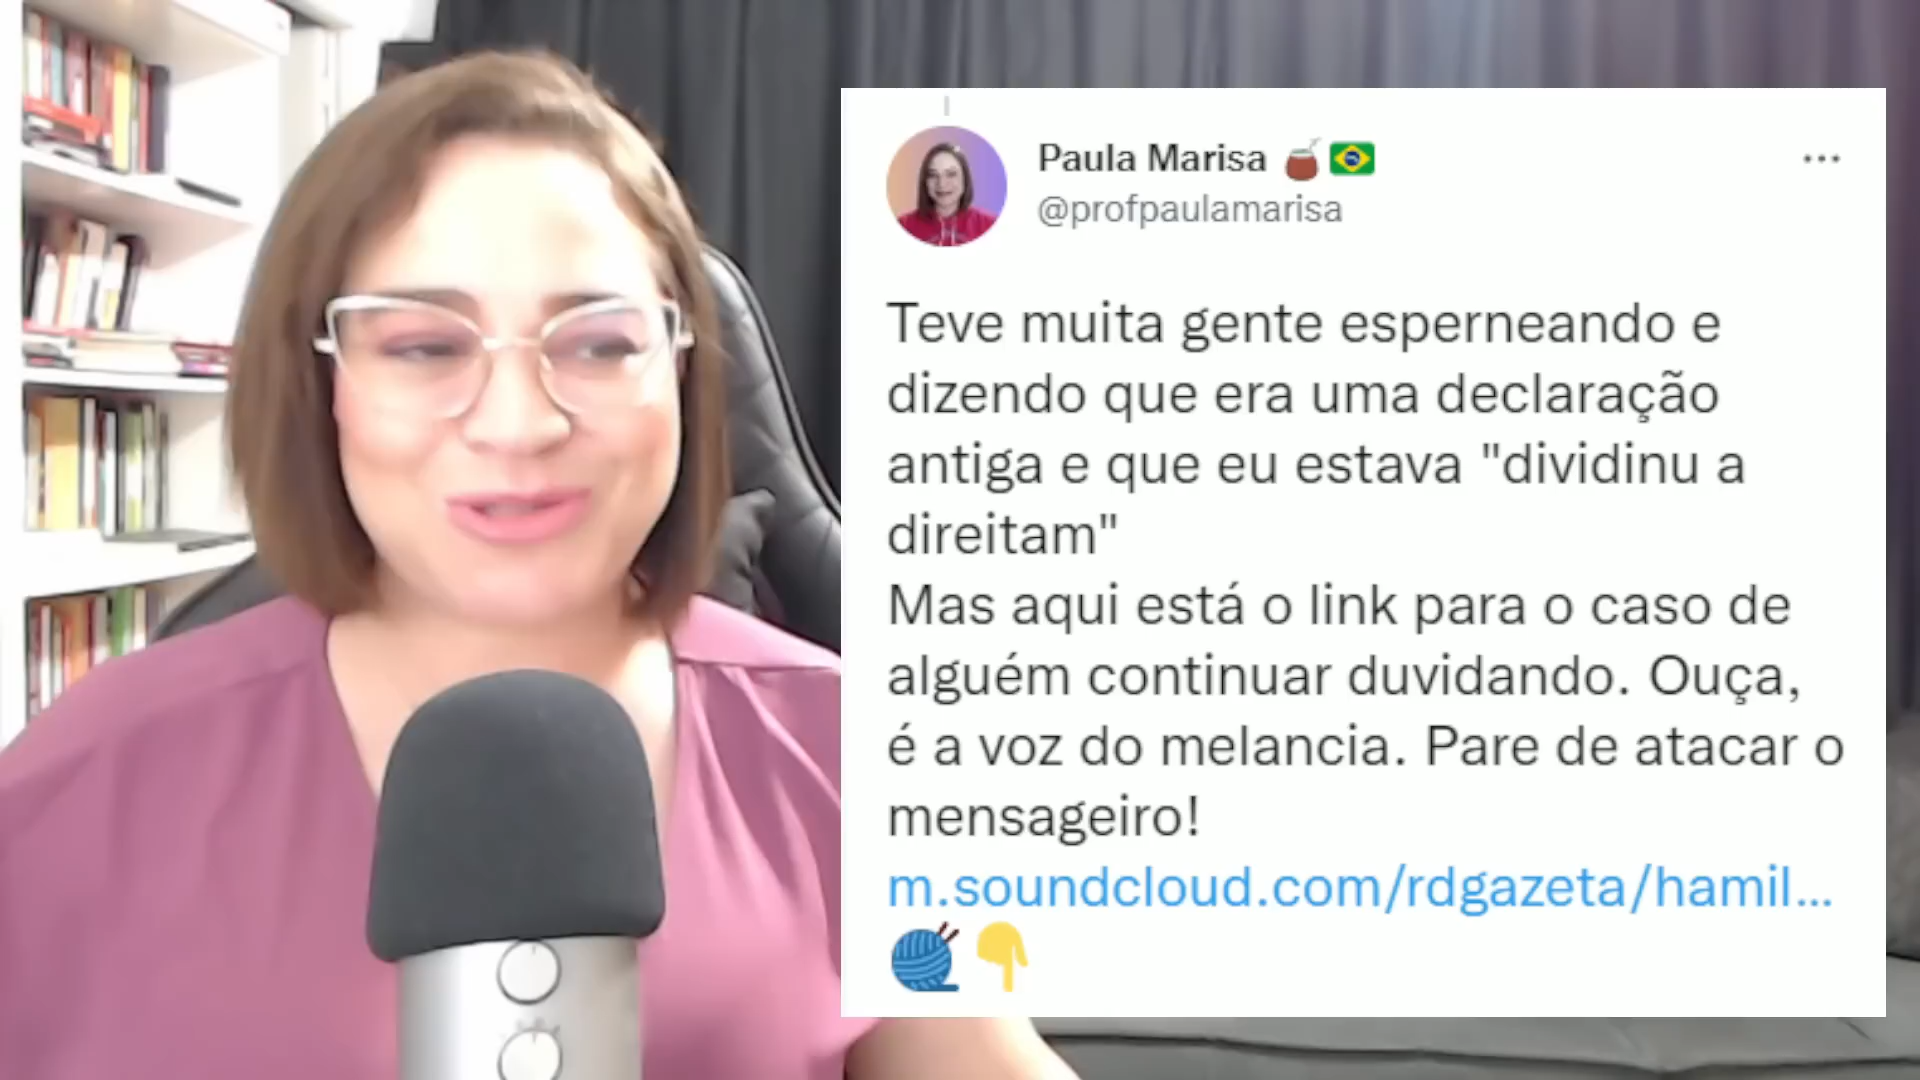 Paula Marisa
@profpaulamarisa
Teve muita gente esperneando e
dizendo que era uma declaração
antiga e que eu estava "dividinu a
direitam"
Mas aqui está o link para o caso de
alguém continuar duvidando. Ouça,
é a voz do melancia. Pare de atacar o
mensageiro!
m.soundcloud.com/rdgazeta/hamil...